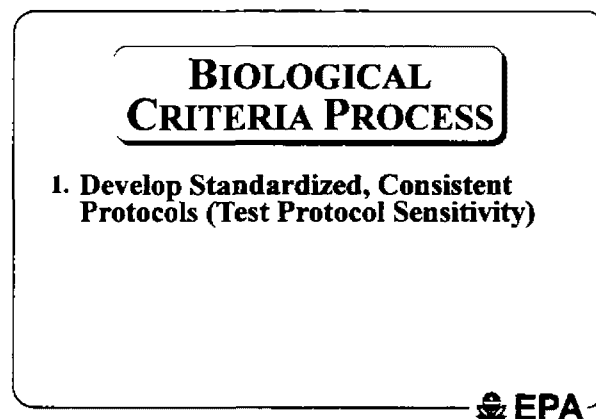 BIOLOGICAL
CRITERIA PROCESS
1. Develop Standardized, Consistent
Protocols (Test Protocol Sensitivity)
EPA